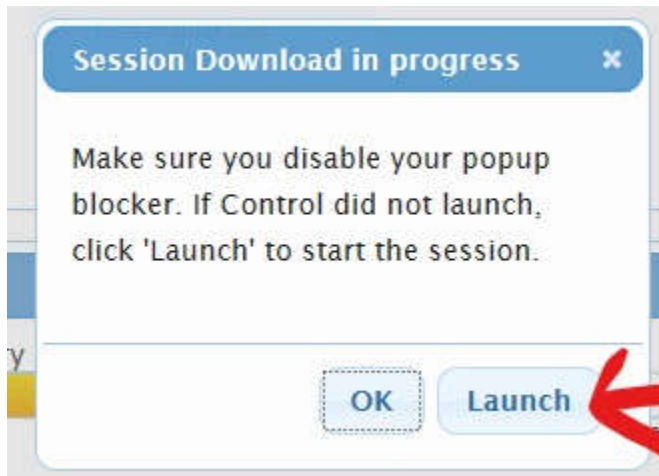 Session Download in progress ×
Make sure you disable your popup
blocker. If Control did not launch,
click 'Launch' to start the session.
y
OK Launch